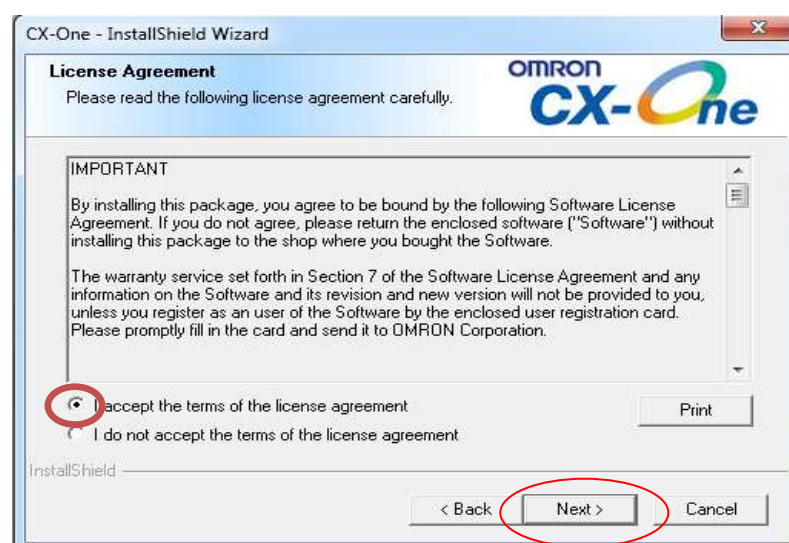 CX-One - InstallShield Wizard
License Agreement
Please read the following license agreement carefully.
OMRON
CX-One
IMPORTANT
By installing this package, you agree to be bound by the following Software License
Agreement. If you do not agree, please return the enclosed software ("Software") without
installing this package to the shop where you bought the Software.
The warranty service set forth in Section 7 of the Software License Agreement and any
information on the Software and its revision and new version will not be provided to you,
unless you register as an user of the Software by the enclosed user registration card.
Please promptly fill in the card and send it to OMRON Corporation.
I accept the terms of the license agreement
Print
I do not accept the terms of the license agreement
InstallShield
< Back
Next >
Cancel